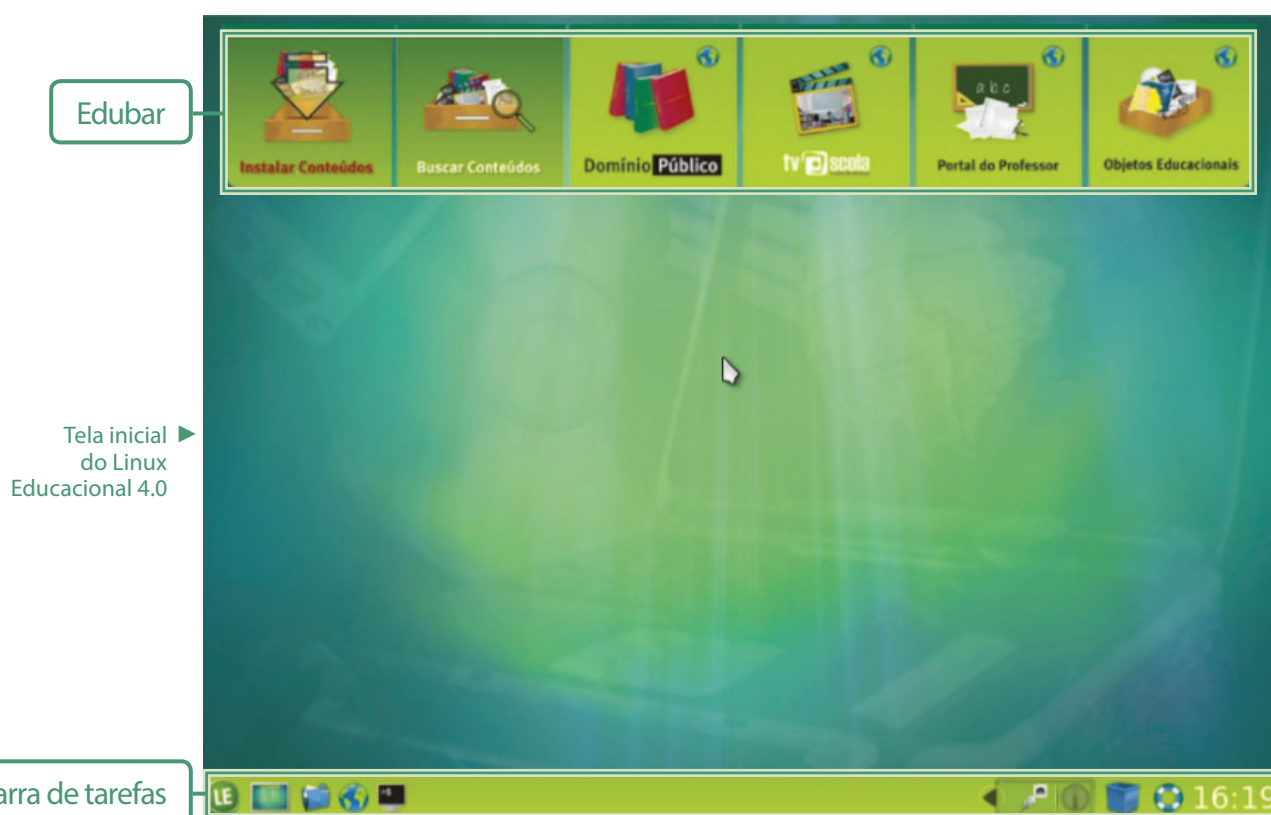 Edubar
Instalar Conteúdos
Buscar Conteúdos
Domínio Público
tv escola
Portal do Professor
Objetos Educacionais
a b c
Tela inicial ►
do Linux
Educacional 4.0
arra de tarefas
LE
16:19